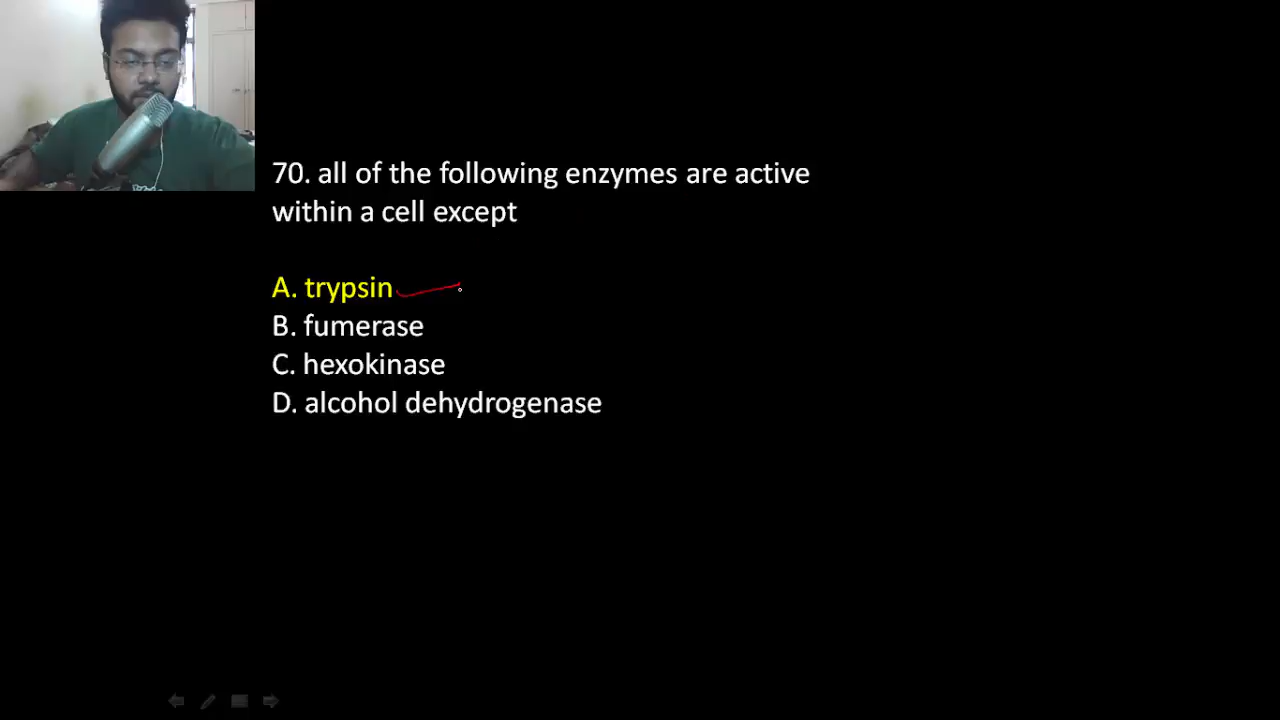 70. all of the following enzymes are active
within a cell except
A. trypsin
B. fumerase
C. hexokinase
D. alcohol dehydrogenase